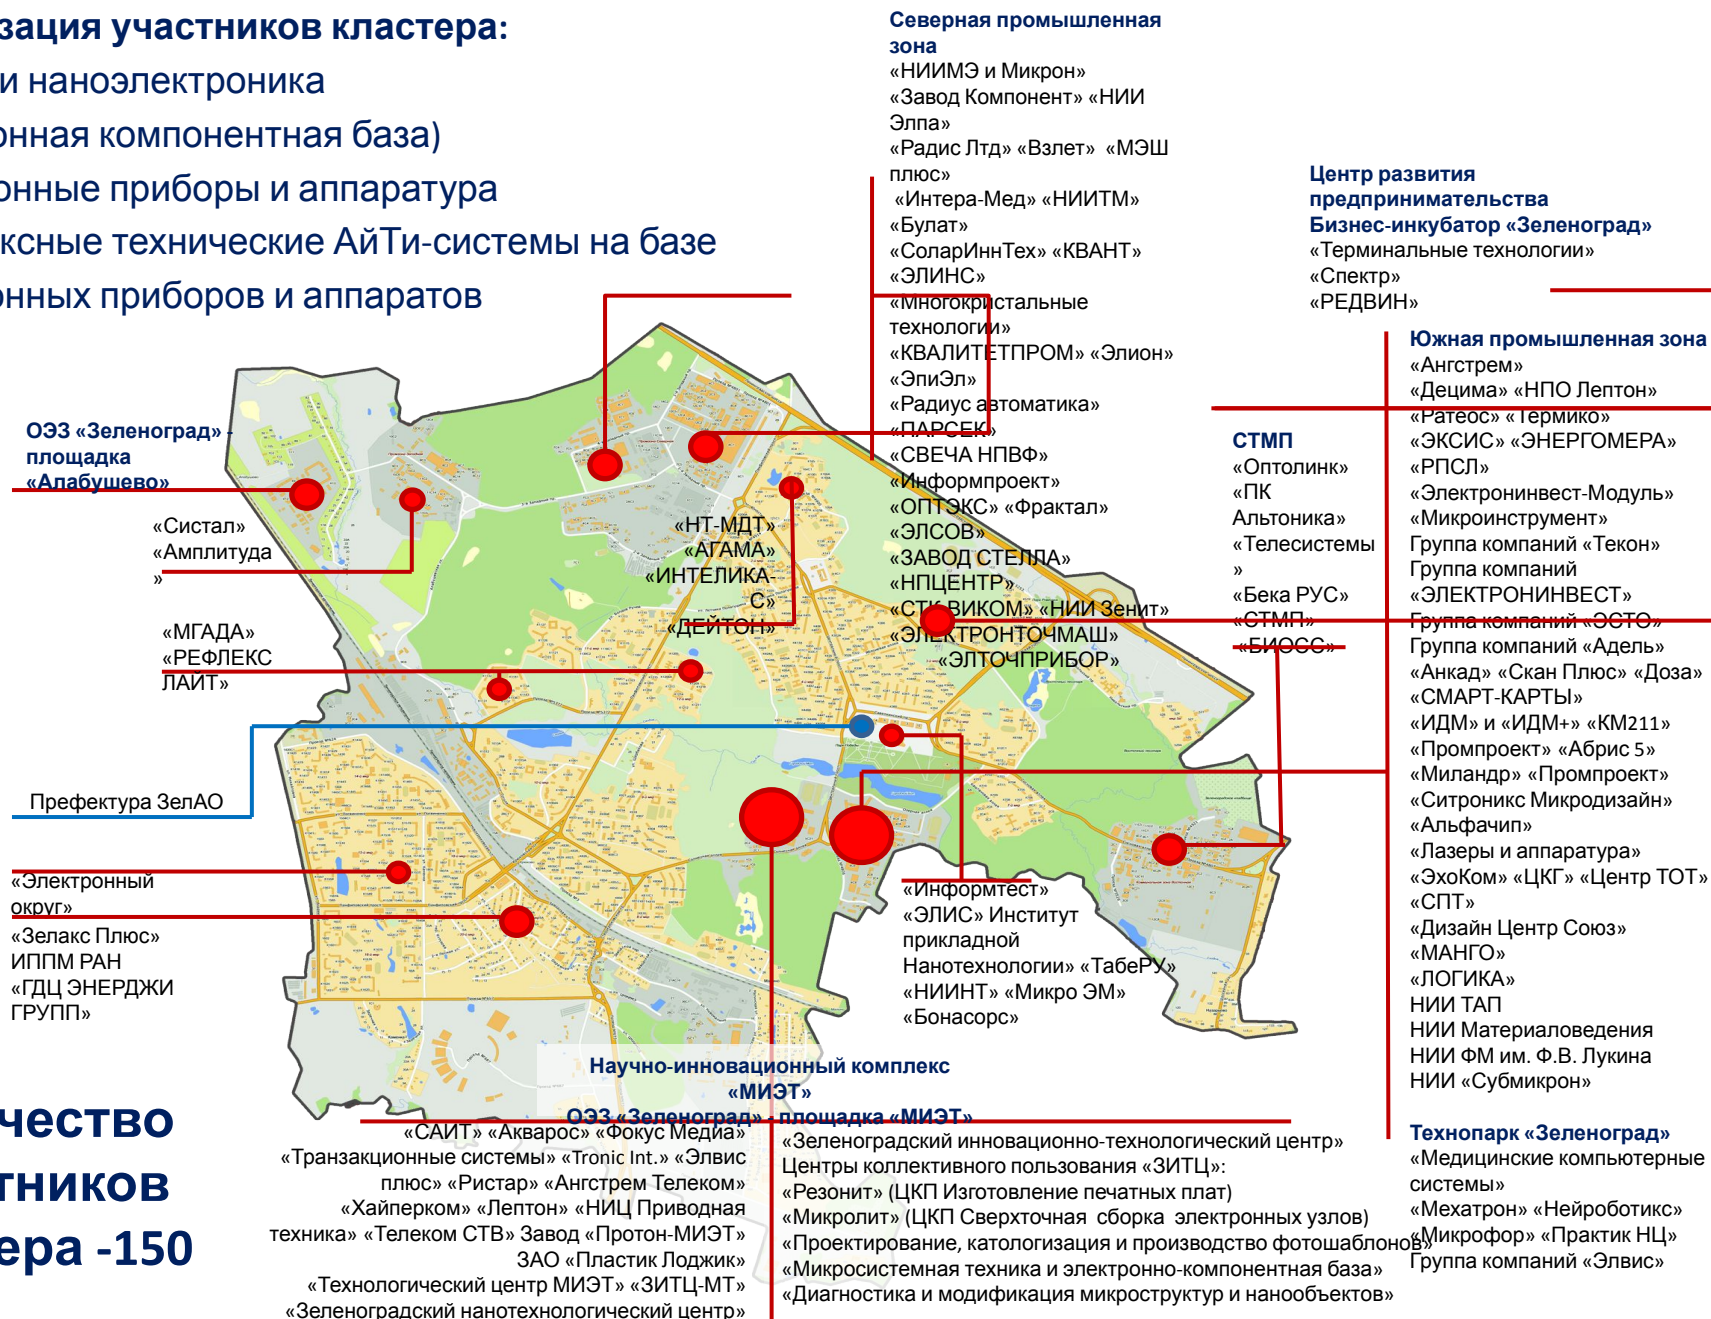 зация участников кластера:
и наноэлектроника
онная компонентная база)
онные приборы и аппаратура
ксные технические АйТи-системы на базе
онных приборов и аппаратов
Северная промышленная
зона
«НИИМЭ и Микрон»
«Завод Компонент» «НИИ
Элпа»
«Радис Лтд» «Взлет» «МЭШ
плюс»
«Интера-Мед» «НИИТМ»
«Булат»
«СоларИннТех» «КВАНТ»
«ЭЛИНС»
«Многокристальные
технологии»
«КВАЛИТЕТПРОМ» «Элион»
«ЭпиЭл»
«Радиус автоматика»
«ПАРСЕК»
«СВЕЧА НПВФ»
«Информпроект»
«ОПТЭКС» «Фрактал»
«ЭЛСОВ»
«ЗАВОД СТЕЛЛА»
«НПЦЕНТР»
«СТК ВИКОМ» «НИИ Зенит»
«ЭЛЕКТРОНТОЧМАШ»
«ЭЛТОЧПРИБОР»
Центр развития
предпринимательства
Бизнес-инкубатор «Зеленоград»
«Терминальные технологии»
«Спектр»
«РЕДВИН»
Южная промышленная зона
«Ангстрем»
«Децима» «НПО Лептон»
«Ратеос» «Термико»
«ЭКСИС» «ЭНЕРГОМЕРА»
«РПСЛ»
«Электронинвест-Модуль»
«Микроинструмент»
Группа компаний «Текон»
Группа компаний
«ЭЛЕКТРОНИНВЕСТ»
Группа компаний «ЭСТО»
Группа компаний «Адель»
«Анкад» «Скан Плюс» «Доза»
«СМАРТ-КАРТЫ»
«ИДМ» и «ИДМ+» «КМ211»
«Промпроект» «Абрис 5»
«Миландр» «Промпроект»
«Ситроникс Микродизайн»
«Альфачип»
«Лазеры и аппаратура»
«ЭхоКом» «ЦКГ» «Центр ТОТ»
«СПТ»
«Дизайн Центр Союз»
«МАНГО»
«ЛОГИКА»
НИИ ТАП
НИИ Материаловедения
НИИ ФМ им. Ф.В. Лукина
НИИ «Субмикрон»
СТМП
«Оптолинк»
«ПК
Альтоника»
«Телесистемы
»
«Бека РУС»
«СТМП»
«БИОСС»
ОЭЗ «Зеленоград» -
площадка
«Алабушево»
«Систал»
«Амплитуда
»
«НТ-МДТ»
«АГАМА»
«ИНТЕЛИКА-
С»
«ДЕЙТОН»
«МГАДА»
«РЕФЛЕКС
ЛАЙТ»
Префектура ЗелАО
«Электронный
округ»
«Зелакс Плюс»
ИППМ РАН
«ГДЦ ЭНЕРДЖИ
ГРУПП»
«Информтест»
«ЭЛИС» Институт
прикладной
Нанотехнологии» «ТабеРУ»
«НИИНТ» «Микро ЭМ»
«Бонасорс»
Научно-инновационный комплекс
«МИЭТ»
ОЭЗ «Зеленоград» - площадка «МИЭТ»
«САИТ» «Акварос» «Фокус Медиа»
«Транзакционные системы» «Tronic Int.» «Элвис
плюс» «Ристар» «Ангстрем Телеком»
«Хайперком» «Лептон» «НИЦ Приводная
техника» «Телеком СТВ» Завод «Протон-МИЭТ»
ЗАО «Пластик Лоджик»
«Технологический центр МИЭТ» «ЗИТЦ-МТ»
«Зеленоградский нанотехнологический центр»
«Зеленоградский инновационно-технологический центр»
Центры коллективного пользования «ЗИТЦ»:
«Резонит» (ЦКП Изготовление печатных плат)
«Микролит» (ЦКП Сверхточная сборка электронных узлов)
«Проектирование, катологизация и производство фотошаблонов»
«Микросистемная техника и электронно-компонентная база»
«Диагностика и модификация микроструктур и нанообъектов»
Технопарк «Зеленоград»
«Медицинские компьютерные
системы»
«Мехатрон» «Нейроботикс»
«Микрофор» «Практик НЦ»
Группа компаний «Элвис»
чество
тников
ера -150